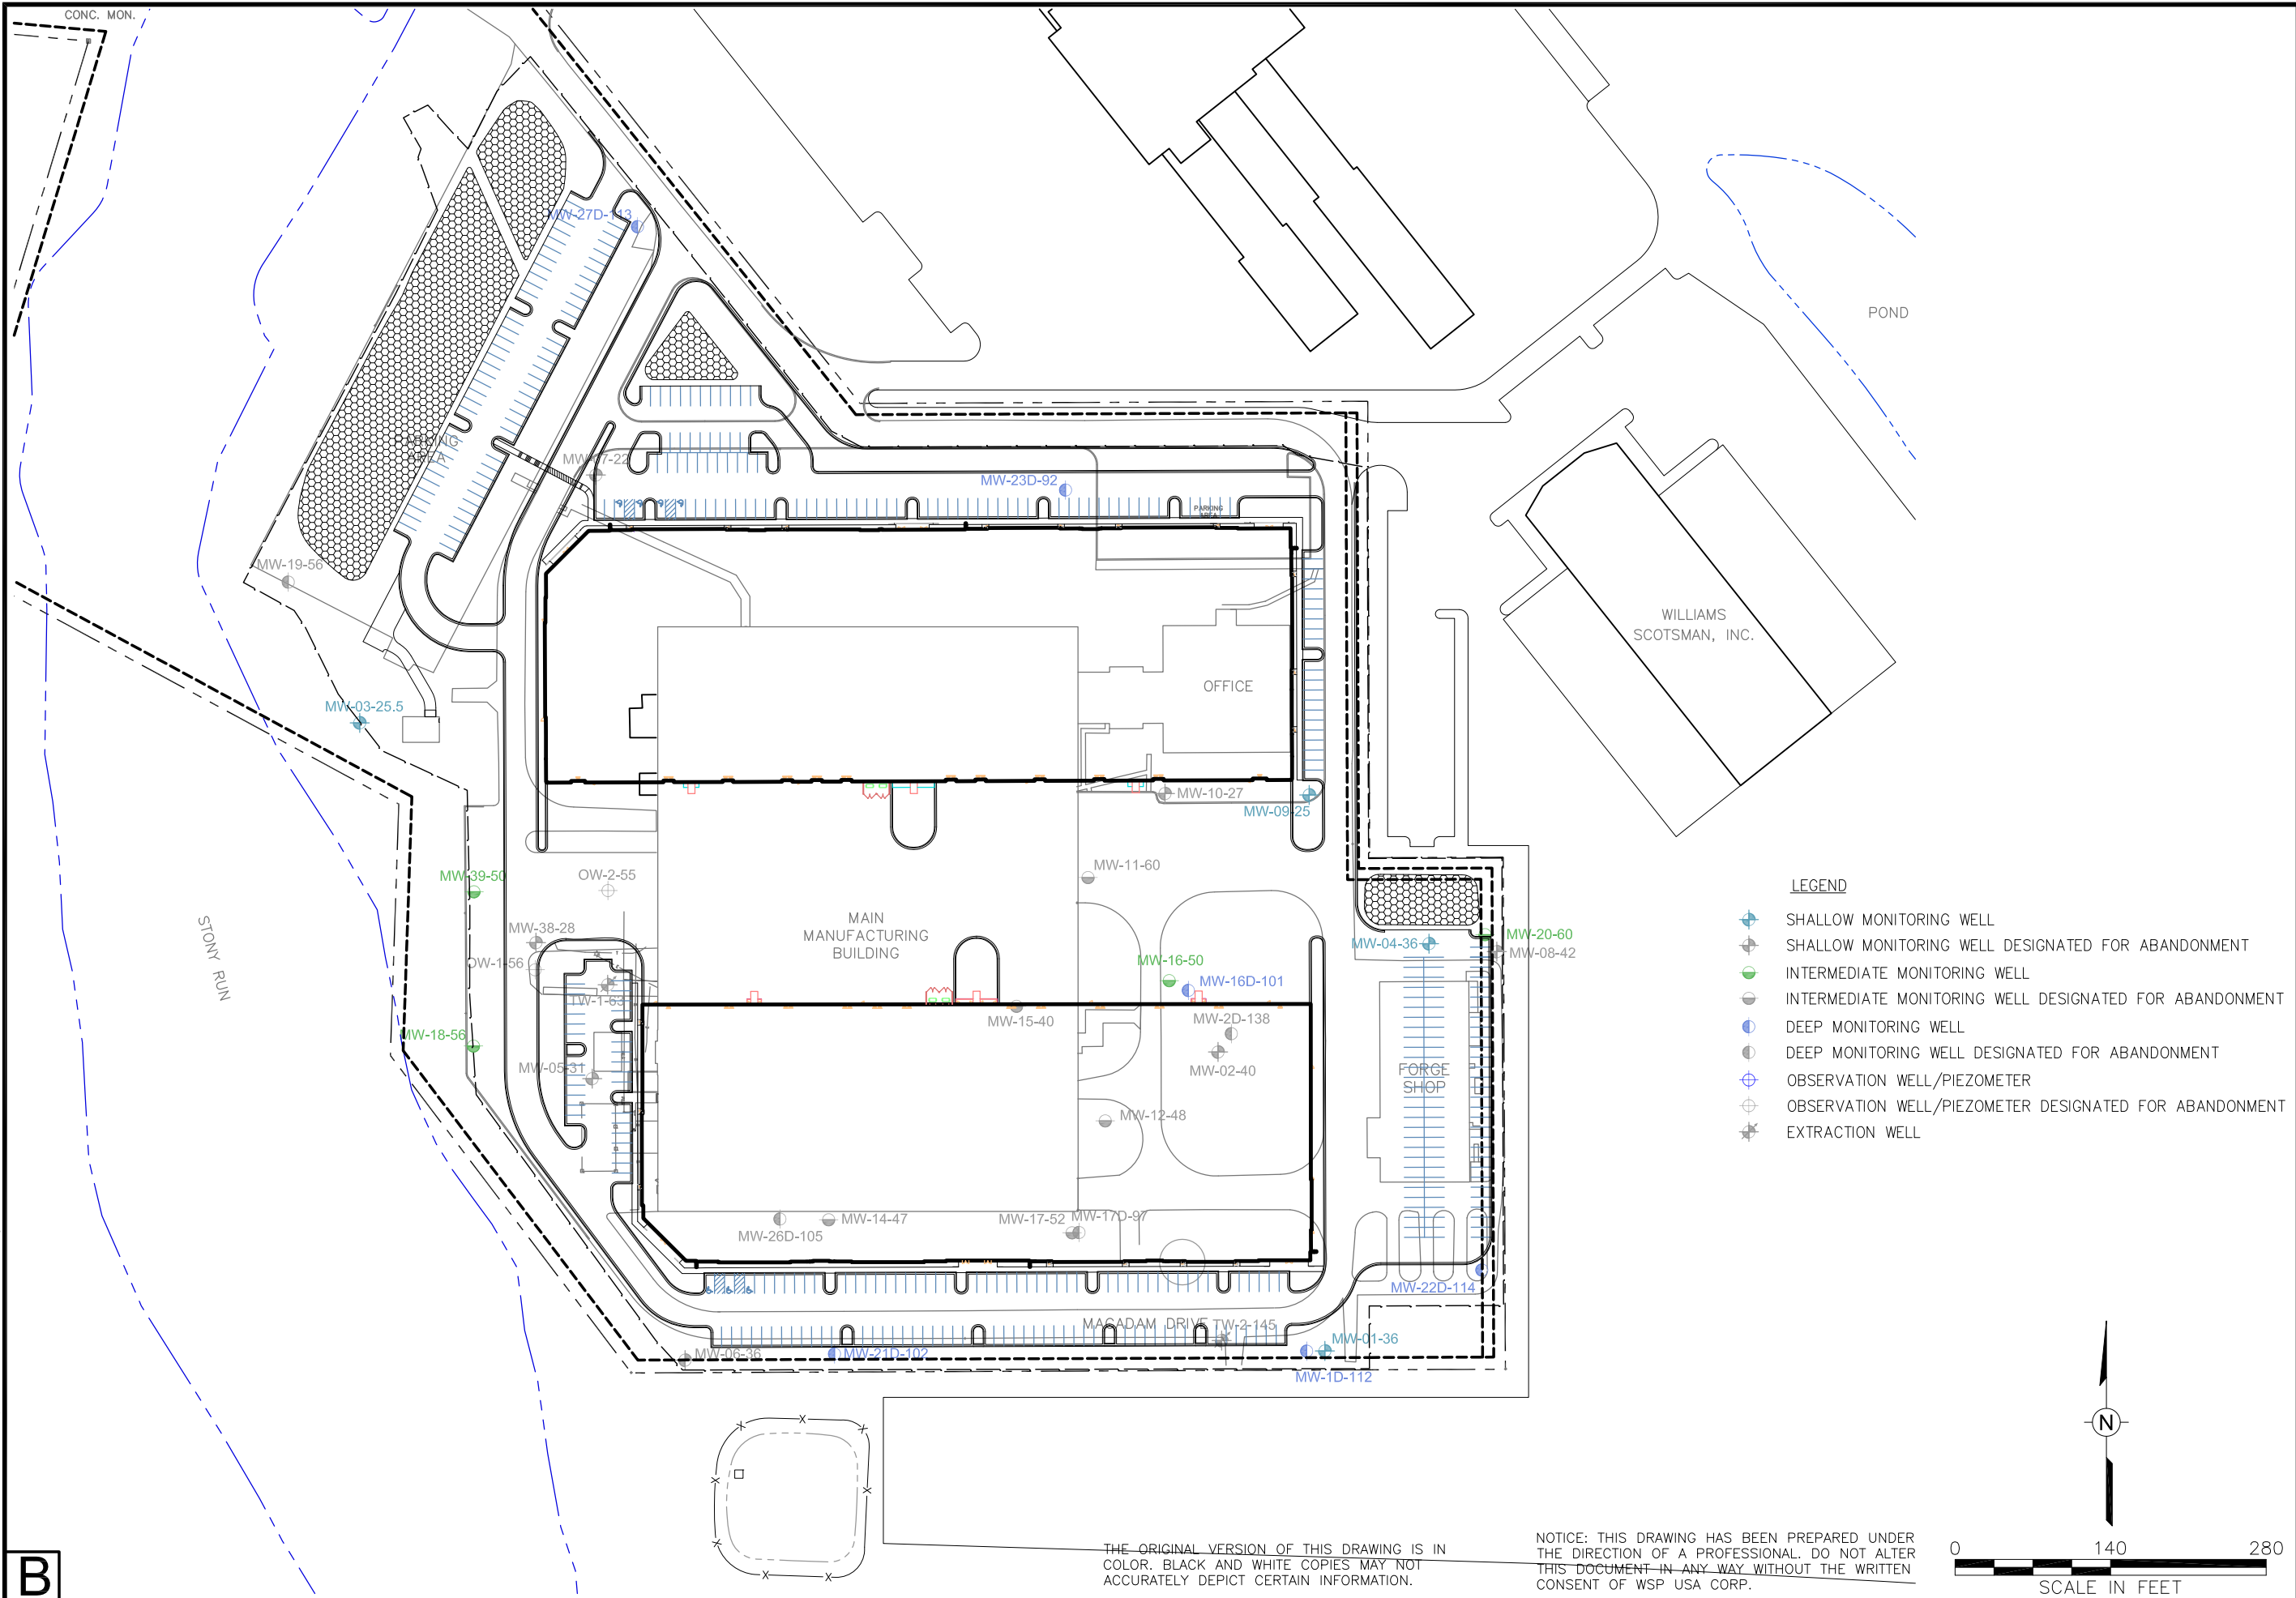 CONC. MON.
MW-27D-113
POND
PARKING
AREA
MW-07-22
MW-23D-92
PARKING
AREA
MW-19-56
WILLIAMS
SCOTSMAN, INC.
OFFICE
MW-03-25.5
MW-10-27
MW-09-25
MW-11-60
MW-39-50
OW-2-55
MAIN
MANUFACTURING
BUILDING
STONY RUN
MW-38-28
OW-1-56
TW-1-63
MW-16-50
MW-16D-101
MW-04-36
MW-20-60
MW-08-42
MW-15-40
MW-2D-138
MW-02-40
MW-18-56
MW-05-31
FORGE
SHOP
MW-12-48
MW-26D-105
MW-14-47
MW-17-52
MW-17D-97
MW-22D-114
MACADAM DRIVE
TW-2-145
MW-01-36
MW-06-36
MW-21D-102
MW-1D-112
LEGEND
SHALLOW MONITORING WELL
SHALLOW MONITORING WELL DESIGNATED FOR ABANDONMENT
INTERMEDIATE MONITORING WELL
INTERMEDIATE MONITORING WELL DESIGNATED FOR ABANDONMENT
DEEP MONITORING WELL
DEEP MONITORING WELL DESIGNATED FOR ABANDONMENT
OBSERVATION WELL/PIEZOMETER
OBSERVATION WELL/PIEZOMETER DESIGNATED FOR ABANDONMENT
EXTRACTION WELL
N
X X X X X X X X
B
THE ORIGINAL VERSION OF THIS DRAWING IS IN
COLOR. BLACK AND WHITE COPIES MAY NOT
ACCURATELY DEPICT CERTAIN INFORMATION.
NOTICE: THIS DRAWING HAS BEEN PREPARED UNDER
THE DIRECTION OF A PROFESSIONAL. DO NOT ALTER
THIS DOCUMENT IN ANY WAY WITHOUT THE WRITTEN
CONSENT OF WSP USA CORP.
0 140 280
SCALE IN FEET